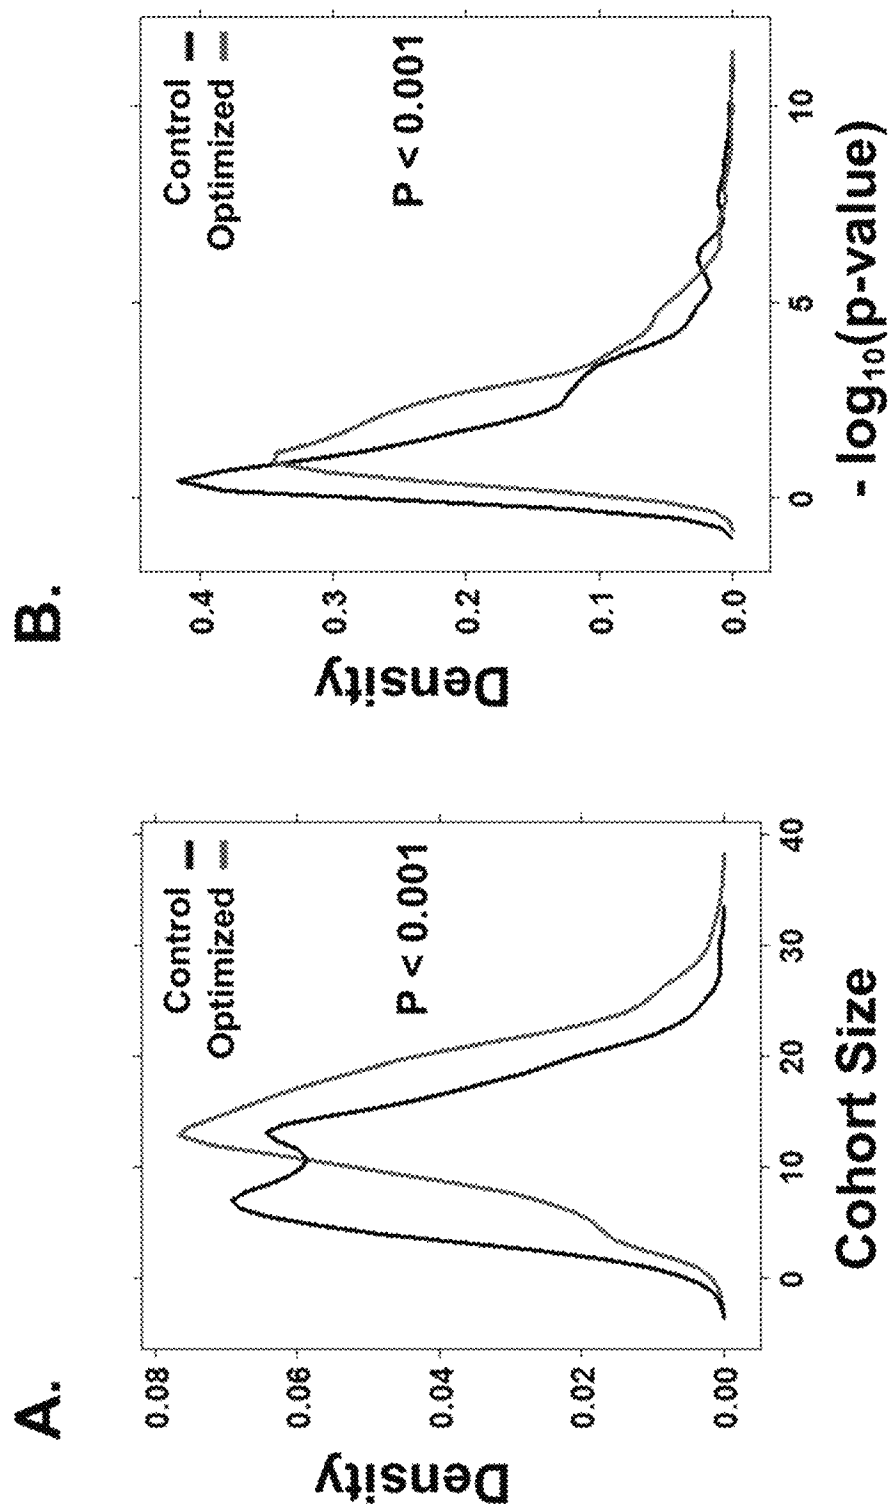 A.
Density
0.08
0.06
0.04
0.02
0.00
0
10
20
30
40
Cohort Size
Control
Optimized
P < 0.001
B.
Density
0.4
0.3
0.2
0.1
0.0
0
5
10
- log₁₀(p-value)
Control
Optimized
P < 0.001